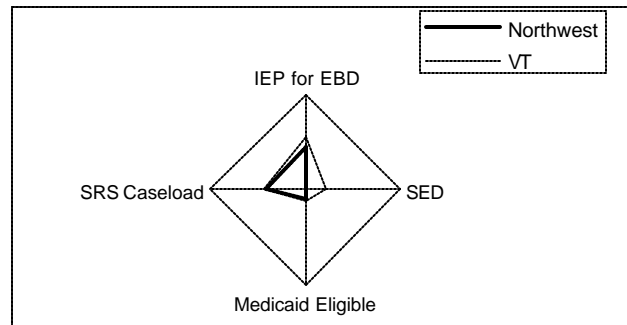 Northwest
VT
IEP for EBD
SRS Caseload
SED
Medicaid Eligible